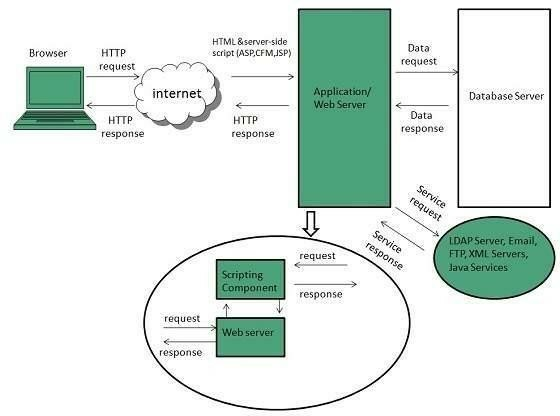 Browser
HTTP
request
HTTP
response
internet
HTML &server-side
script (ASP,CFM,JSP)
HTTP
response
Application/
Web Server
Data
request
Data
response
Database Server
Service
request
Service
response
LDAP Server, Email,
FTP, XML Servers,
Java Services
Scripting
Component
request
response
request
response
Web server